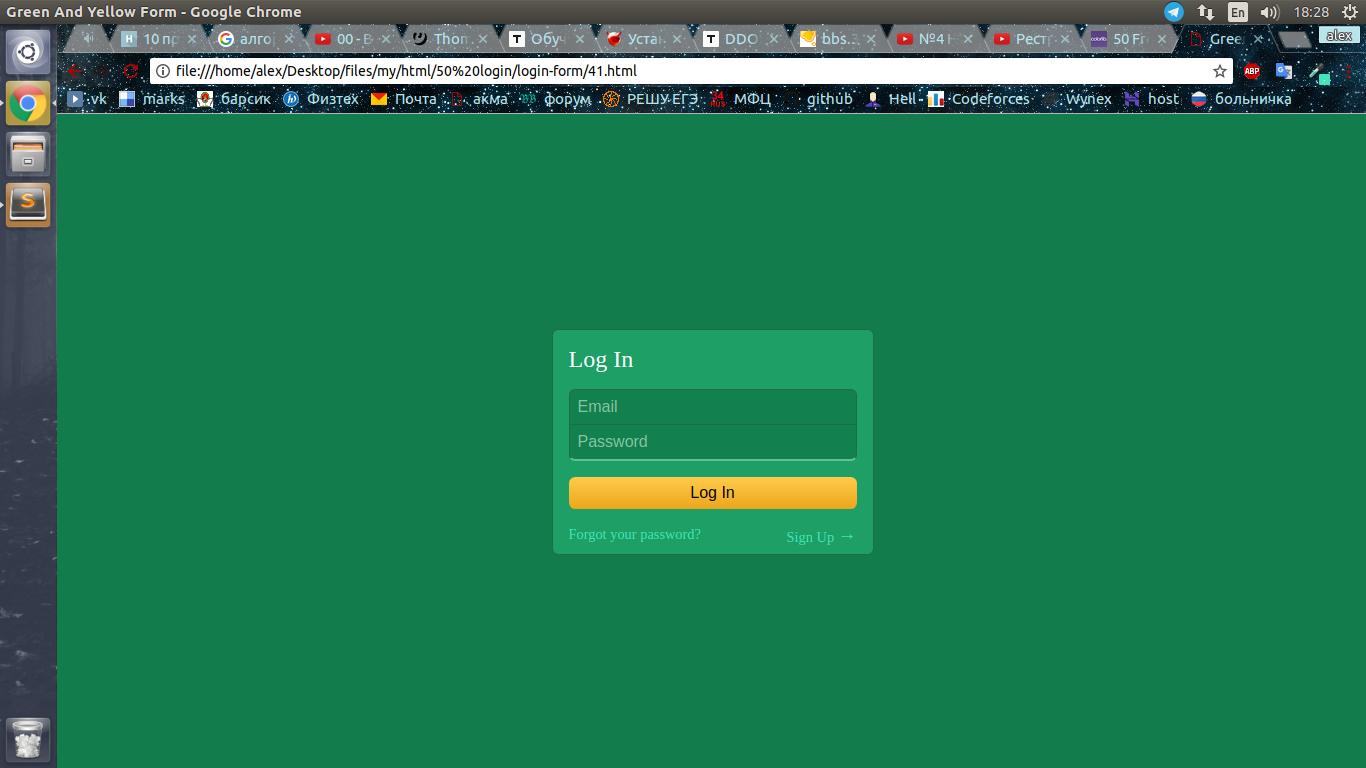 Green And Yellow Form - Google Chrome
En
18:28
10 пр
алго
00 - В
Thom
Обуч
Уста
DDO
bbs.
№4
Рест
50 Fr
Gree
alex
file:///home/alex/Desktop/files/my/html/50%20login/login-form/41.html
ABP
vk
marks
барсик
Физтех
Почта
акма
форум
РЕШУ ЕГЭ
МФЦ
github
Hell
Codeforces
Wynex
host
больничка
Log In
Email
Password
Log In
Forgot your password?
Sign Up →